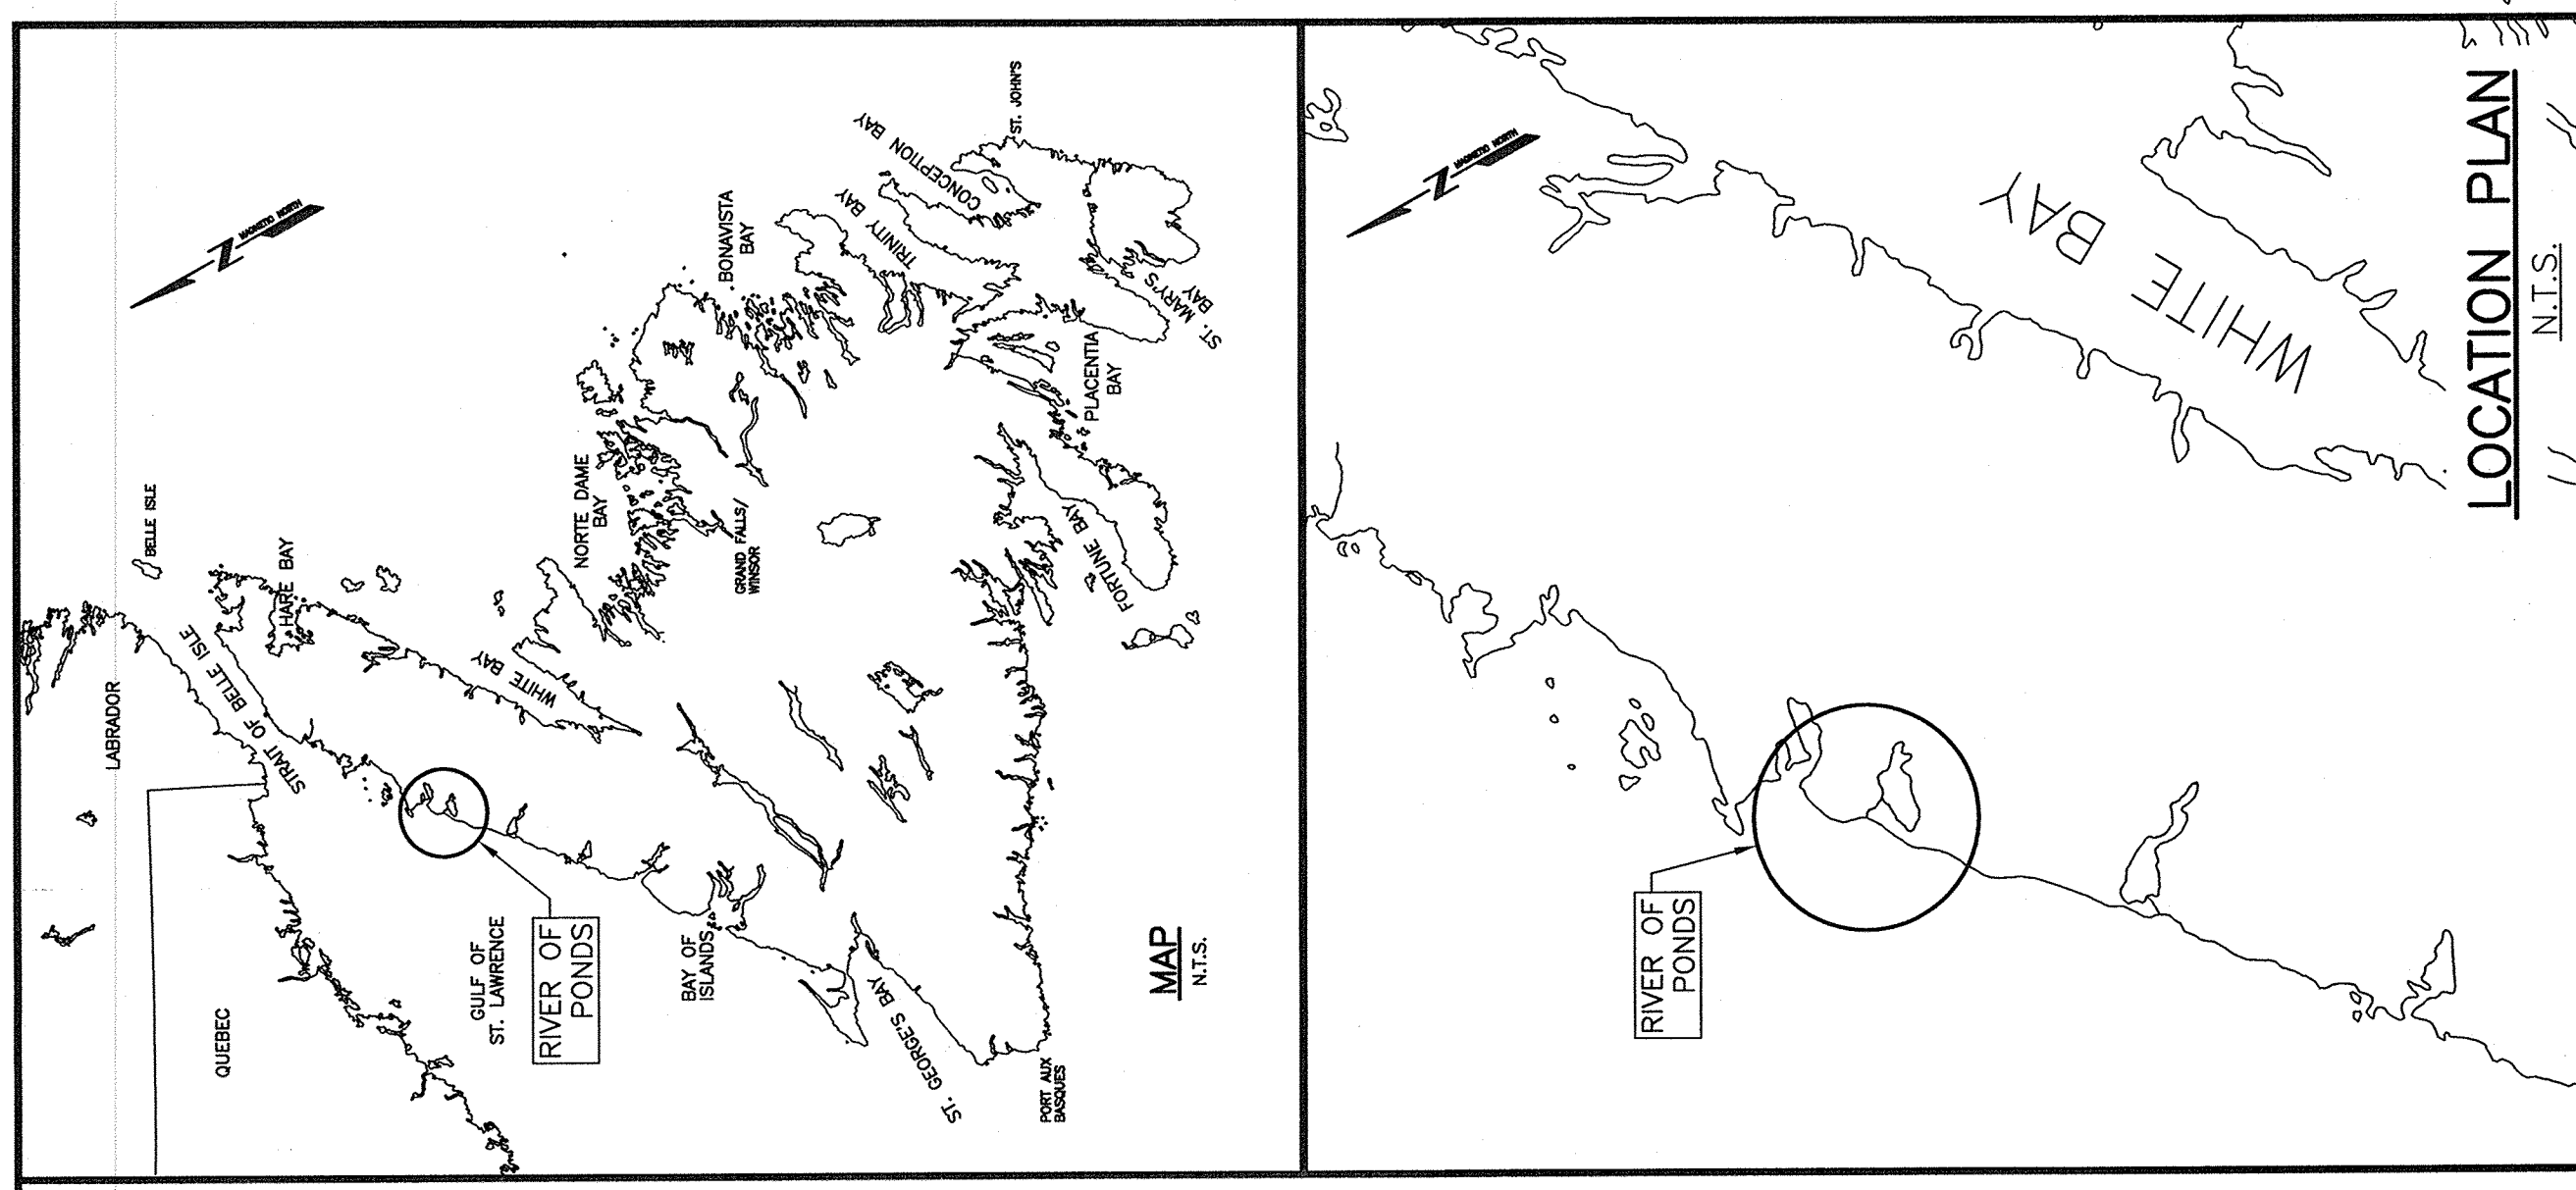 LABRADOR
QUEBEC
STRAIT OF BELLE ISLE
BELLE ISLE
HARE BAY
WHITE BAY
NORTE DAME
BAY
GRAND FALLS/
WINSOR
BONAVISTA
BAY
TRINITY BAY
CONCEPTION BAY
ST. JOHN'S
ST. MARY'S
BAY
PLACENTIA
BAY
FORTUNE BAY
GULF OF
ST. LAWRENCE
RIVER OF
PONDS
BAY OF
ISLANDS
ST. GEORGE'S BAY
PORT AUX
BASQUES
N
MAGNETIC NORTH
MAP
N.T.S.
N
MAGNETIC NORTH
WHITE BAY
RIVER OF
PONDS
LOCATION PLAN
N.T.S.